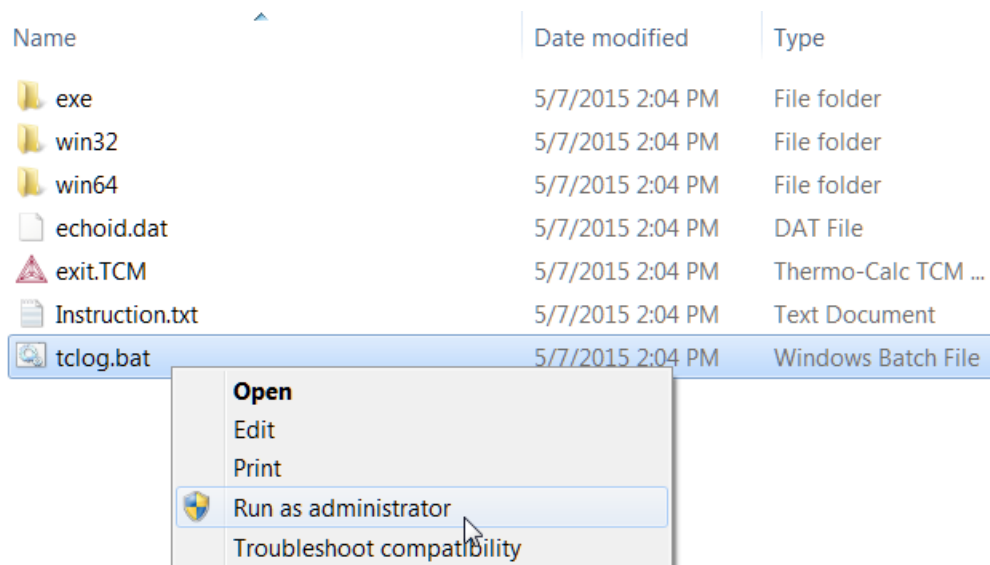 Name Date modified Type
exe 5/7/2015 2:04 PM File folder
win32 5/7/2015 2:04 PM File folder
win64 5/7/2015 2:04 PM File folder
echoid.dat 5/7/2015 2:04 PM DAT File
exit.TCM 5/7/2015 2:04 PM Thermo-Calc TCM ...
Instruction.txt 5/7/2015 2:04 PM Text Document
tclog.bat 5/7/2015 2:04 PM Windows Batch File
Open
Edit
Print
Run as administrator
Troubleshoot compatibility